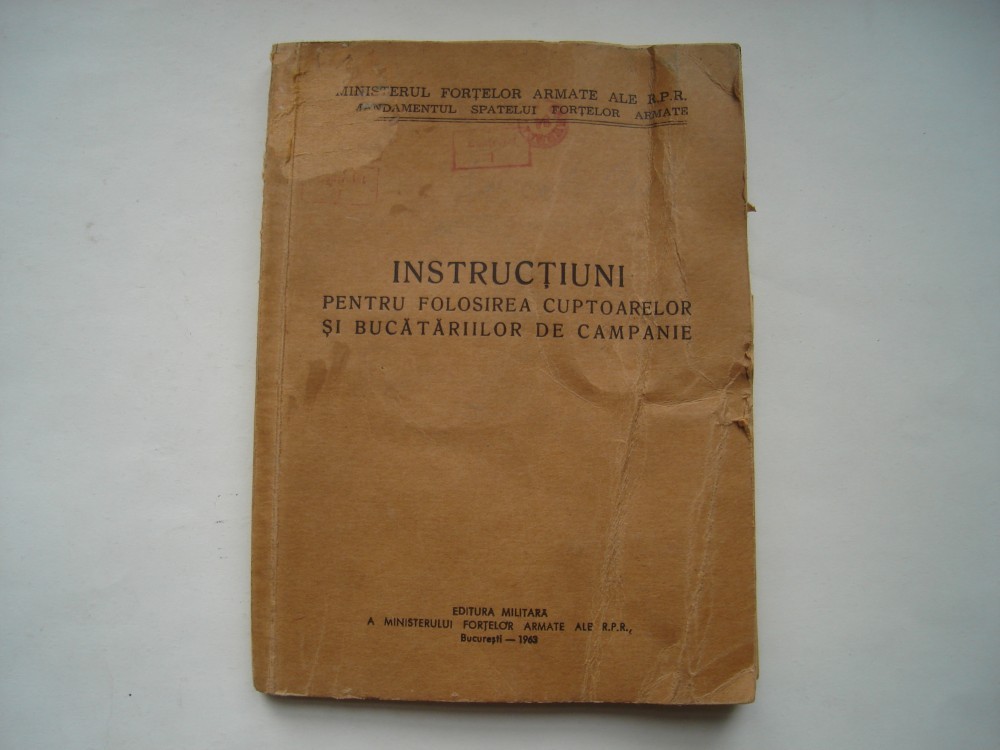 MINISTERUL FORȚELOR ARMATE ALE R.P.R.
SPATELUI FORȚELOR ARMATE
INSTRUCȚIUNI
PENTRU FOLOSIREA CUPTOARELOR
ȘI BUCĂTĂRIILOR DE CAMPANIE
EDITURA MILITARĂ
A MINISTERULUI FORȚELOR ARMATE ALE R.P.R.,
București — 1963